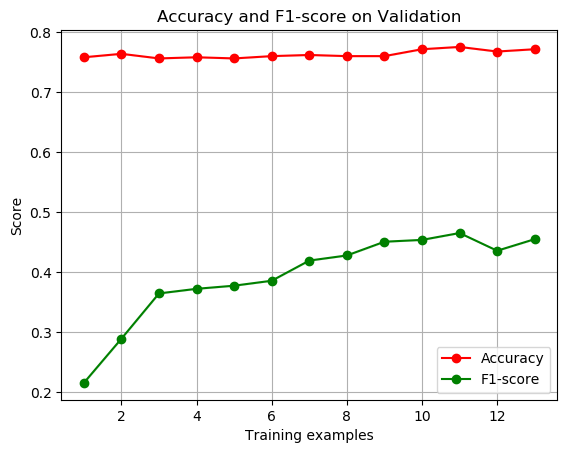 Accuracy and F1-score on Validation
0.8
0.7
0.6
0.5
0.4
0.3
0.2
Score
Accuracy
F1-score
2 4 6 8 10 12
Training examples